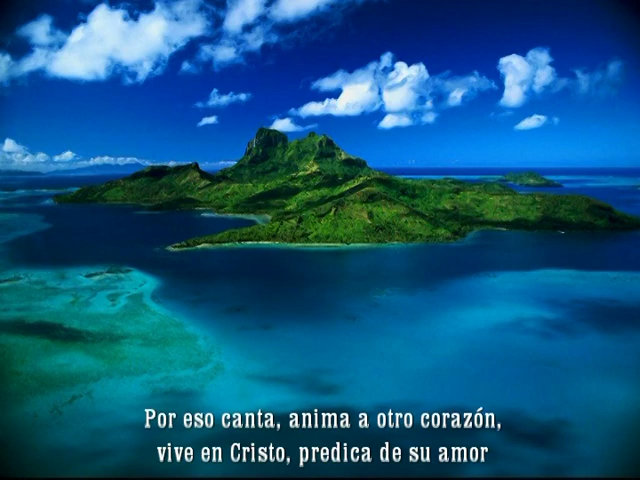 Por eso canta, anima a otro corazón,
vive en Cristo, predica de su amor